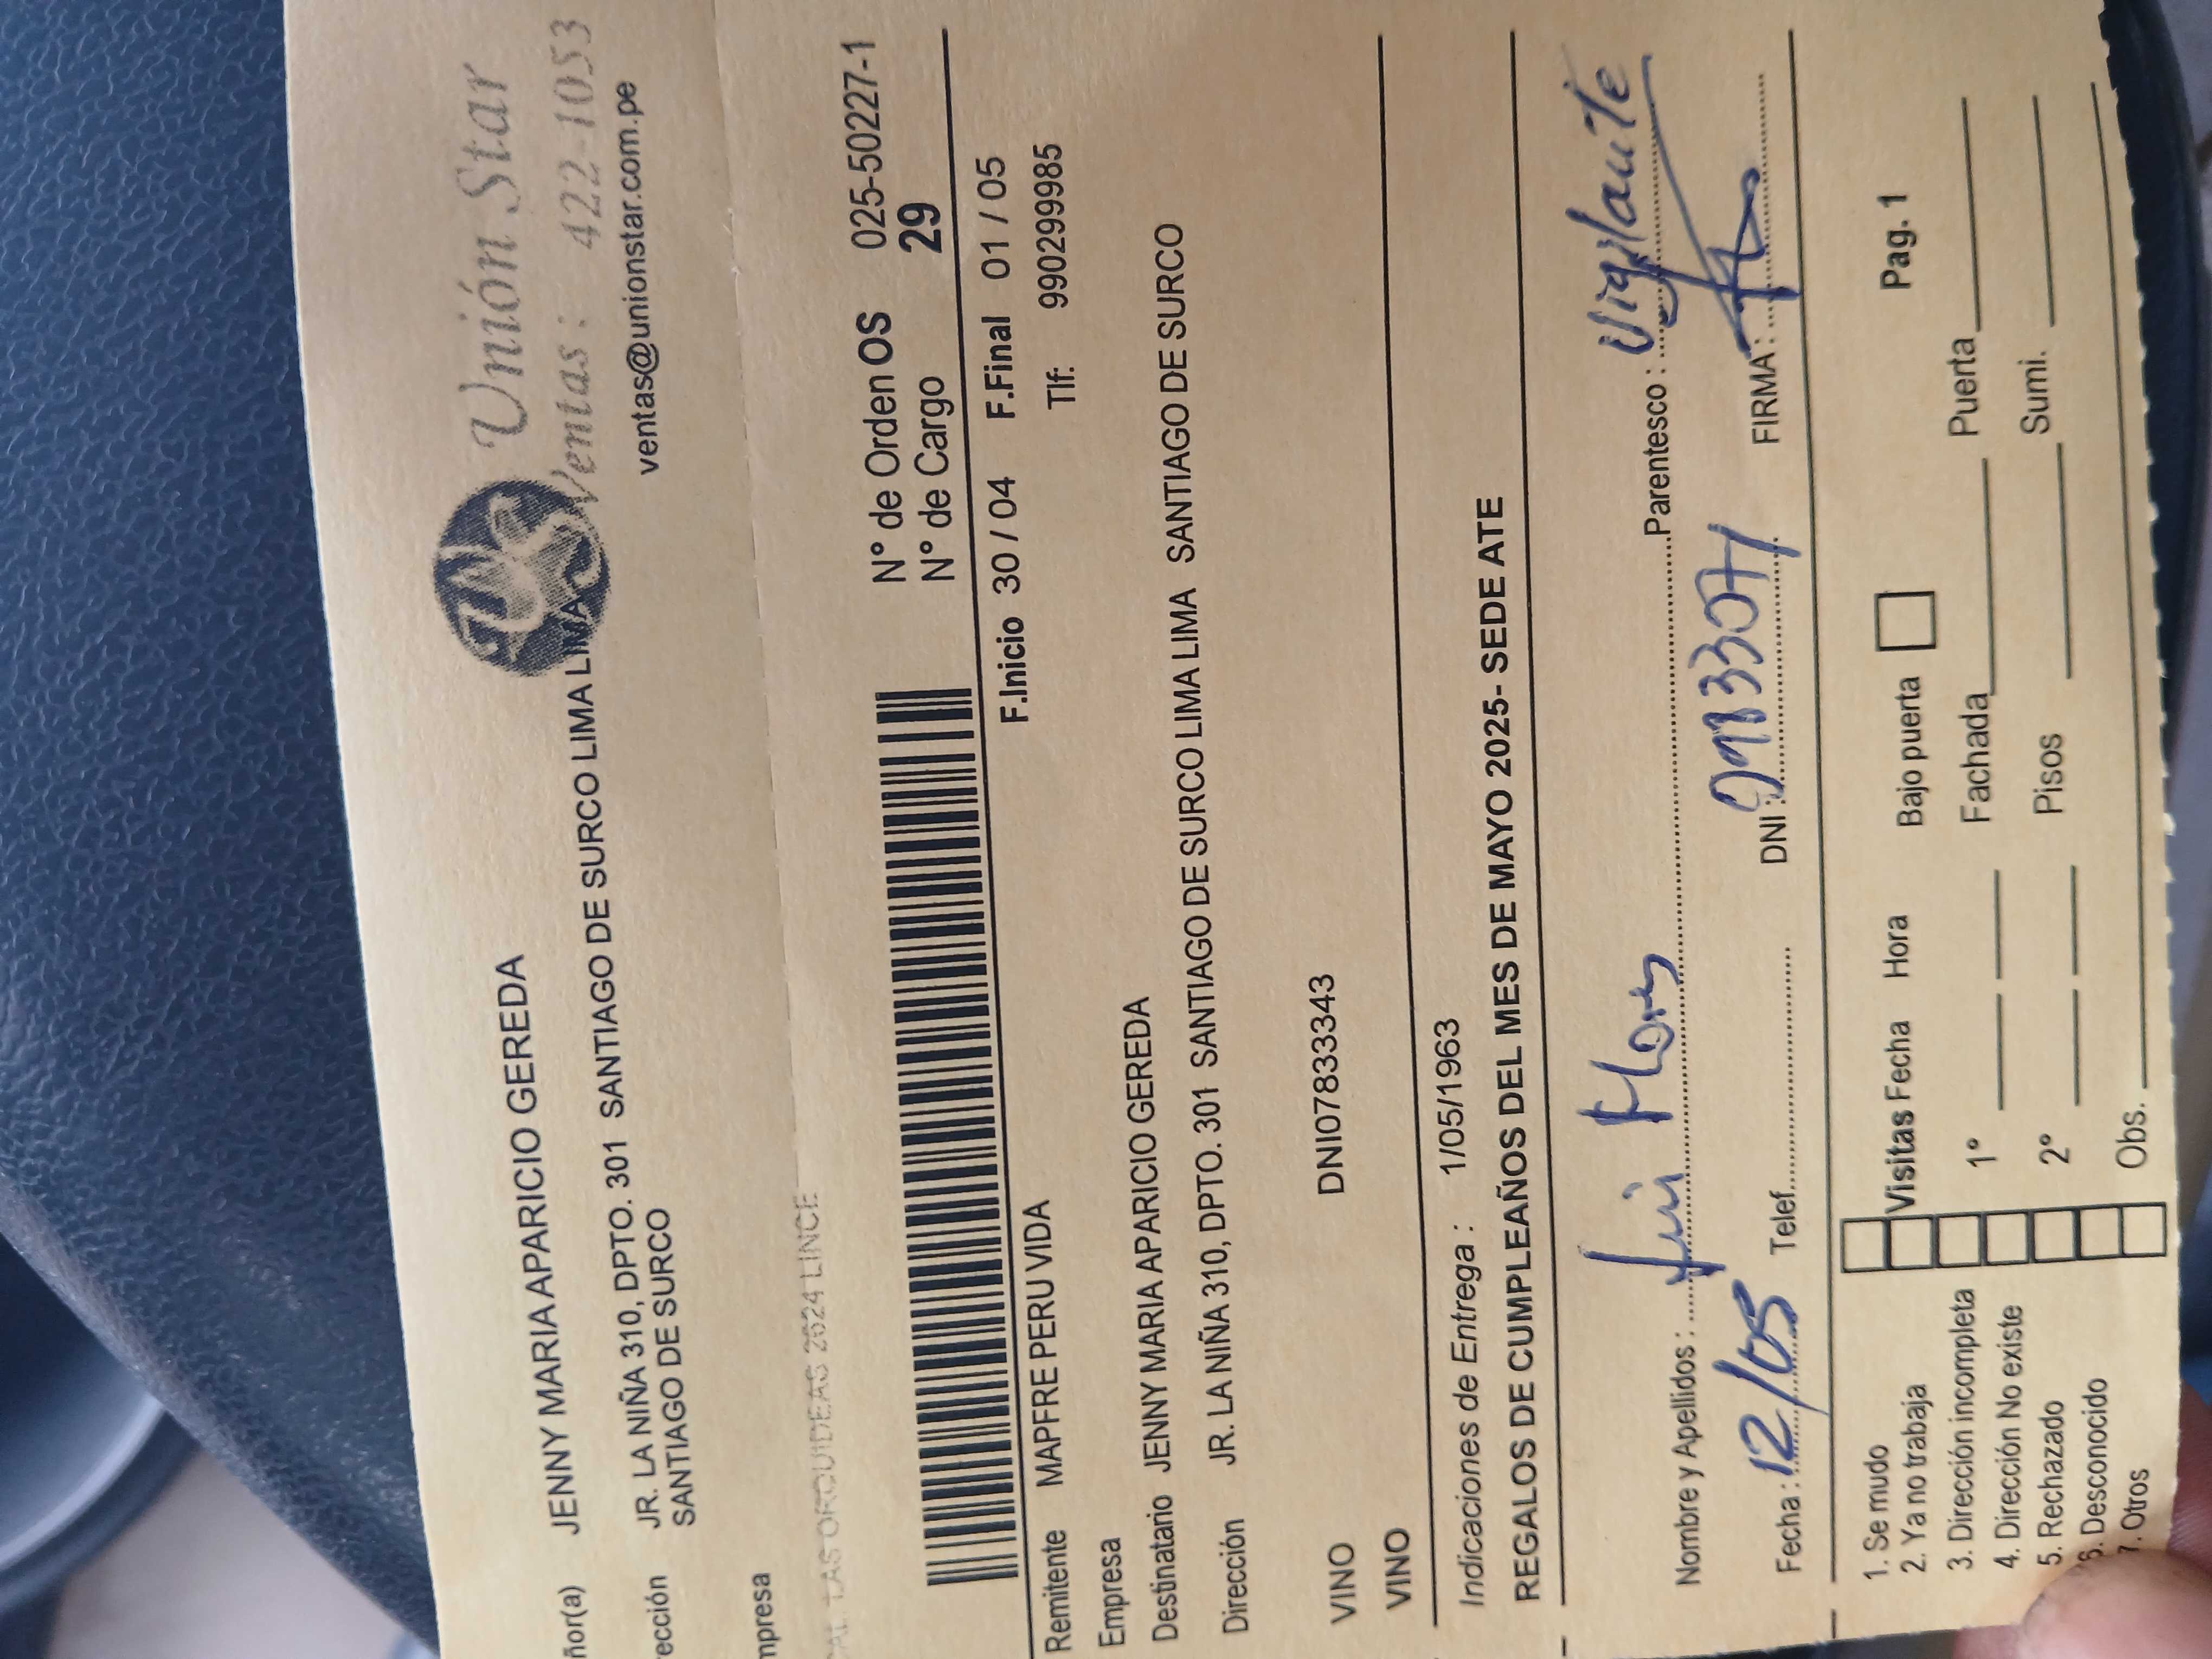 Unión Star
Ventas: 422-1053
ventas@unionstar.com.pe
ñor(a) JENNY MARIA APARICIO GEREDA
rección JR. LA NIÑA 310, DPTO. 301 SANTIAGO DE SURCO LIMA LIMA
SANTIAGO DE SURCO
mpresa
CAL. LAS ORQUIDEAS 2624 LINCE
N° de Orden OS 025-50227-1
N° de Cargo 29
F.Inicio 30 / 04 F.Final 01 / 05
Remitente MAPFRE PERU VIDA Tlf: 990299985
Empresa
Destinatario JENNY MARIA APARICIO GEREDA
Dirección JR. LA NIÑA 310, DPTO. 301 SANTIAGO DE SURCO LIMA LIMA SANTIAGO DE SURCO
VINO DNI07833343
VINO
Indicaciones de Entrega : 1/05/1963
REGALOS DE CUMPLEAÑOS DEL MES DE MAYO 2025- SEDE ATE
Nombre y Apellidos : Luis Flores Parentesco : Vigilante
Fecha : 12/05 Telef. DNI : FIRMA :
1. Se mudo
2. Ya no trabaja
3. Dirección incompleta
4. Dirección No existe
5. Rechazado
6. Desconocido
7. Otros
Visitas Fecha Hora Bajo puerta Pag. 1
1° Fachada Puerta
2° Pisos Sumi.
Obs.